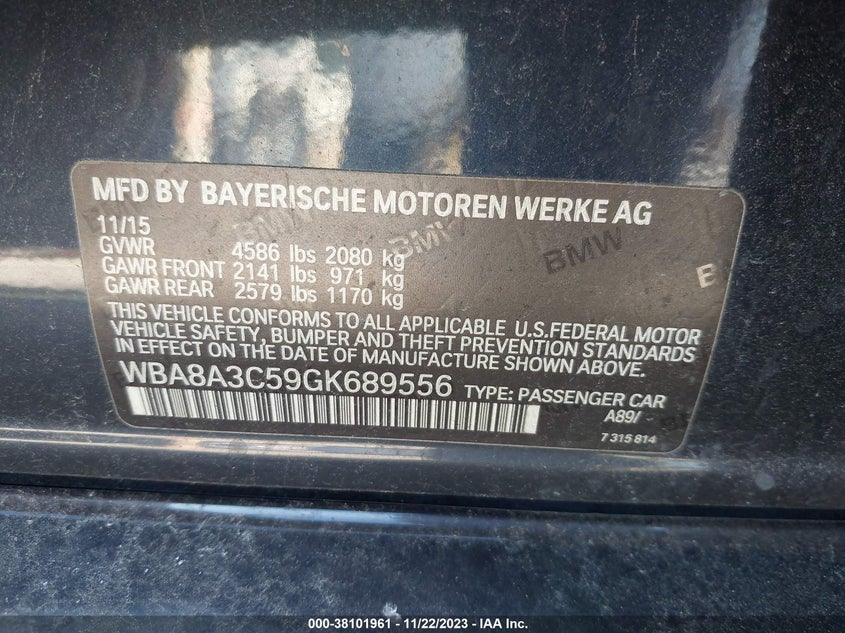 MFD BY BAYERISCHE MOTOREN WERKE AG
11/15
GVWR 4586 lbs 2080 kg
GAWR FRONT 2141 lbs 971 kg
GAWR REAR 2579 lbs 1170 kg
THIS VEHICLE CONFORMS TO ALL APPLICABLE U.S.FEDERAL MOTOR
VEHICLE SAFETY, BUMPER AND THEFT PREVENTION STANDARDS
IN EFFECT ON THE DATE OF MANUFACTURE SHOWN ABOVE.
WBA8A3C59GK689556 TYPE: PASSENGER CAR
A89/-
7 315 814
BMW
BMW
BMW
000-38101961 - 11/22/2023 - IAA Inc.